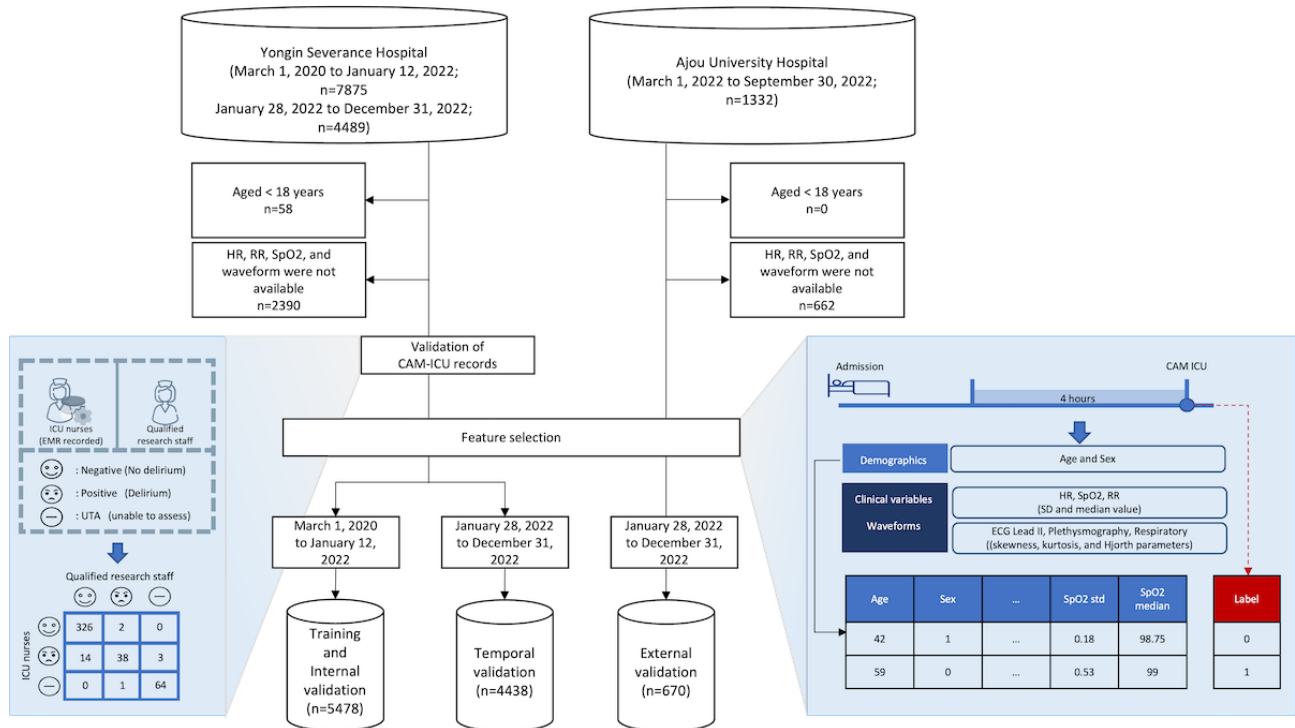 Yongin Severance Hospital
(March 1, 2020 to January 12, 2022;
n=7875
January 28, 2022 to December 31, 2022;
n=4489)
Ajou University Hospital
(March 1, 2022 to September 30, 2022;
n=1332)
Aged < 18 years
n=58
Aged < 18 years
n=0
HR, RR, SpO2, and
waveform were not
available
n=2390
HR, RR, SpO2, and
waveform were not
available
n=662
Validation of
CAM-ICU records
Feature selection
March 1, 2020
to January 12,
2022
January 28, 2022
to December 31,
2022
January 28, 2022
to December 31,
2022
Training
and
Internal
validation
(n=5478)
Temporal
validation
(n=4438)
External
validation
(n=670)
ICU nurses
(EMR recorded)
Qualified
research staff
: Negative (No delirium)
: Positive (Delirium)
: UTA (unable to assess)
Qualified research staff
ICU nurses
326 2 0
14 38 3
0 1 64
Admission
CAM ICU
4 hours
Demographics
Age and Sex
Clinical variables
Waveforms
HR, SpO2, RR
(SD and median value)
ECG Lead II, Plethysmography, Respiratory
((skewness, kurtosis, and Hjorth parameters)
Age Sex ... SpO2 std SpO2 median Label
42 1 ... 0.18 98.75 0
59 0 ... 0.53 99 1